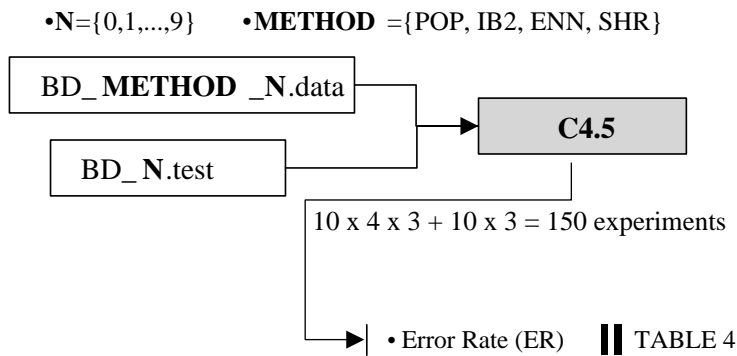 •N={0,1,...,9} •METHOD ={POP, IB2, ENN, SHR}
BD_ METHOD _N.data
C4.5
BD_ N.test
10 x 4 x 3 + 10 x 3 = 150 experiments
• Error Rate (ER) TABLE 4